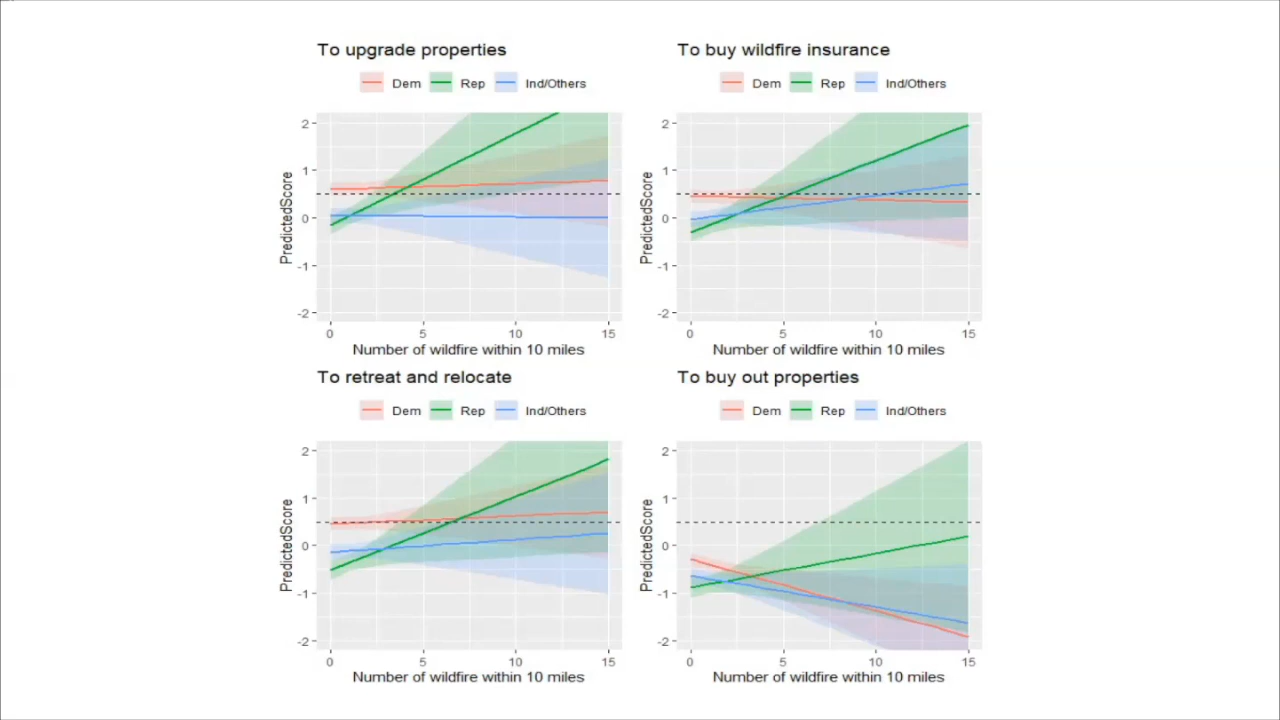 To upgrade properties
Dem Rep Ind/Others
PredictedScore
2
1
0
-1
-2
0 5 10 15
Number of wildfire within 10 miles
To buy wildfire insurance
Dem Rep Ind/Others
PredictedScore
2
1
0
-1
-2
0 5 10 15
Number of wildfire within 10 miles
To retreat and relocate
Dem Rep Ind/Others
PredictedScore
2
1
0
-1
-2
0 5 10 15
Number of wildfire within 10 miles
To buy out properties
Dem Rep Ind/Others
PredictedScore
2
1
0
-1
-2
0 5 10 15
Number of wildfire within 10 miles